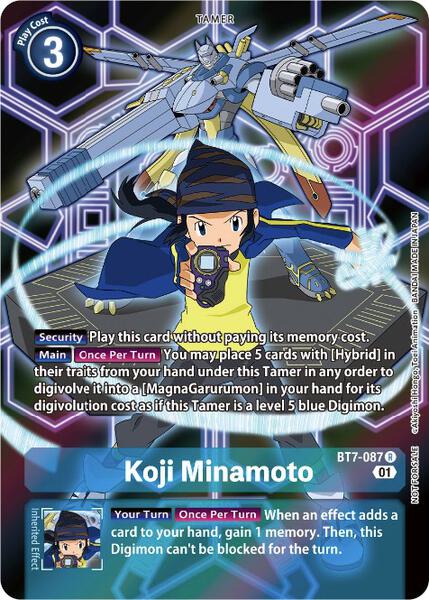 TAMER
Play Cost
3
Security Play this card without paying its memory cost.
Main Once Per Turn You may place 5 cards with [Hybrid] in
their traits from your hand under this Tamer in any order to
digivolve it into a [MagnaGarurumon] in your hand for its
digivolution cost as if this Tamer is a level 5 blue Digimon.
©Akiyoshi Hongo, Toei Animation BANDAI MADE IN JAPAN
NOT FOR SALE
BT7-087 R
01
Koji Minamoto
Inherited Effect
Your Turn Once Per Turn When an effect adds a
card to your hand, gain 1 memory. Then, this
Digimon can't be blocked for the turn.